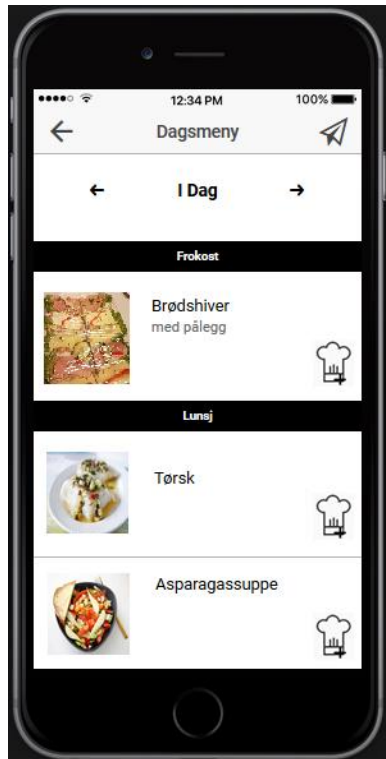 12:34 PM
100%
Dagsmeny
I Dag
Frokost
Brødshiver
med pålegg
Lunsj
Tørsk
Asparagassuppe